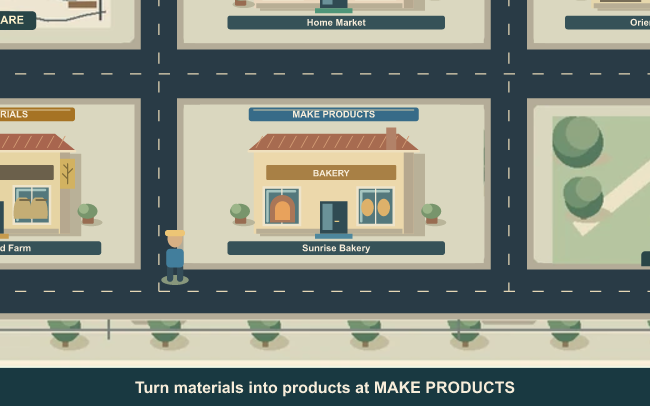 ARE
Home Market
Orie
RIALS
MAKE PRODUCTS
BAKERY
d Farm
Sunrise Bakery
Turn materials into products at MAKE PRODUCTS